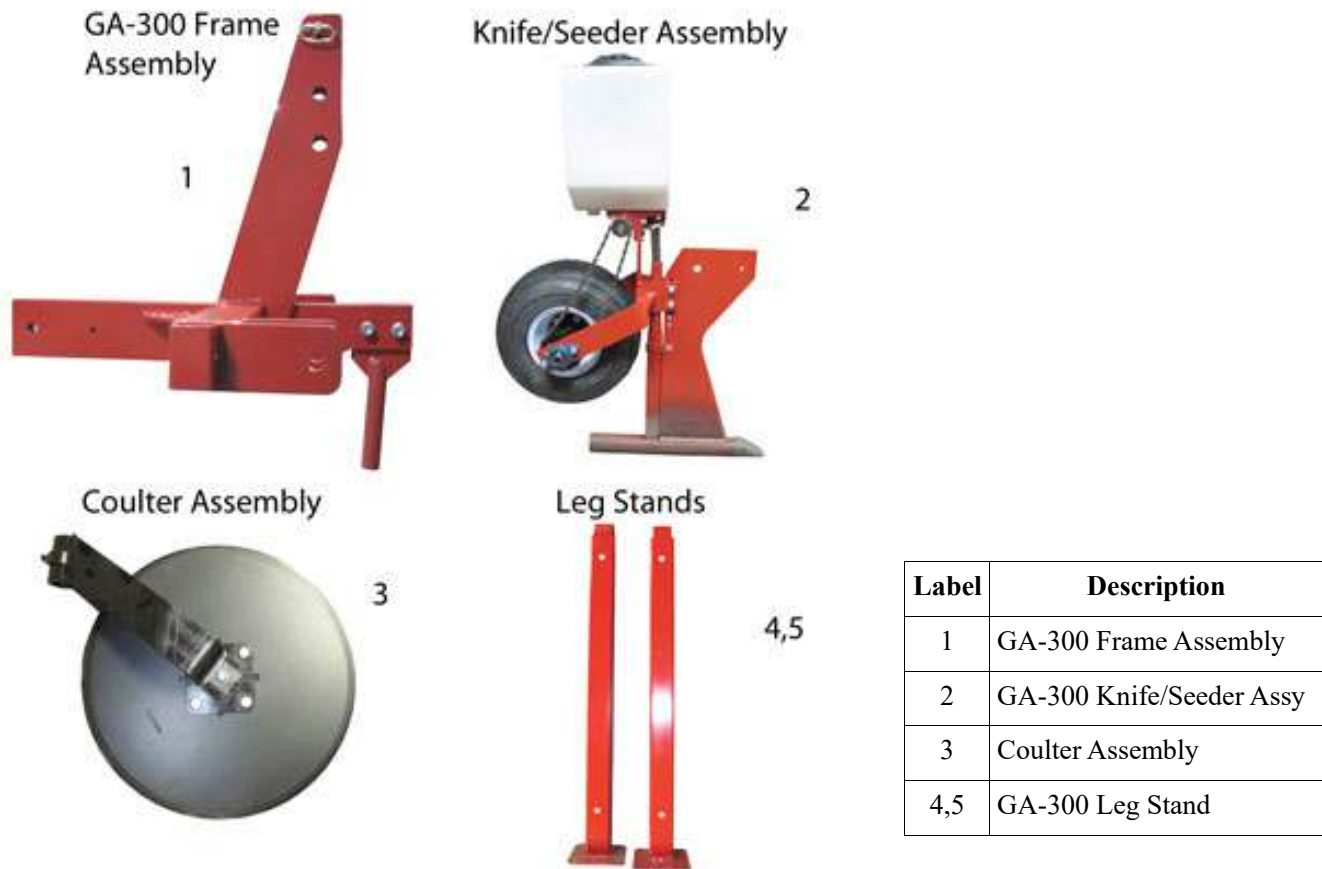 GA-300 Frame
Assembly
1
Knife/Seeder Assembly
2
Coulter Assembly
3
Leg Stands
4,5
Label Description
1 GA-300 Frame Assembly
2 GA-300 Knife/Seeder Assy
3 Coulter Assembly
4,5 GA-300 Leg Stand